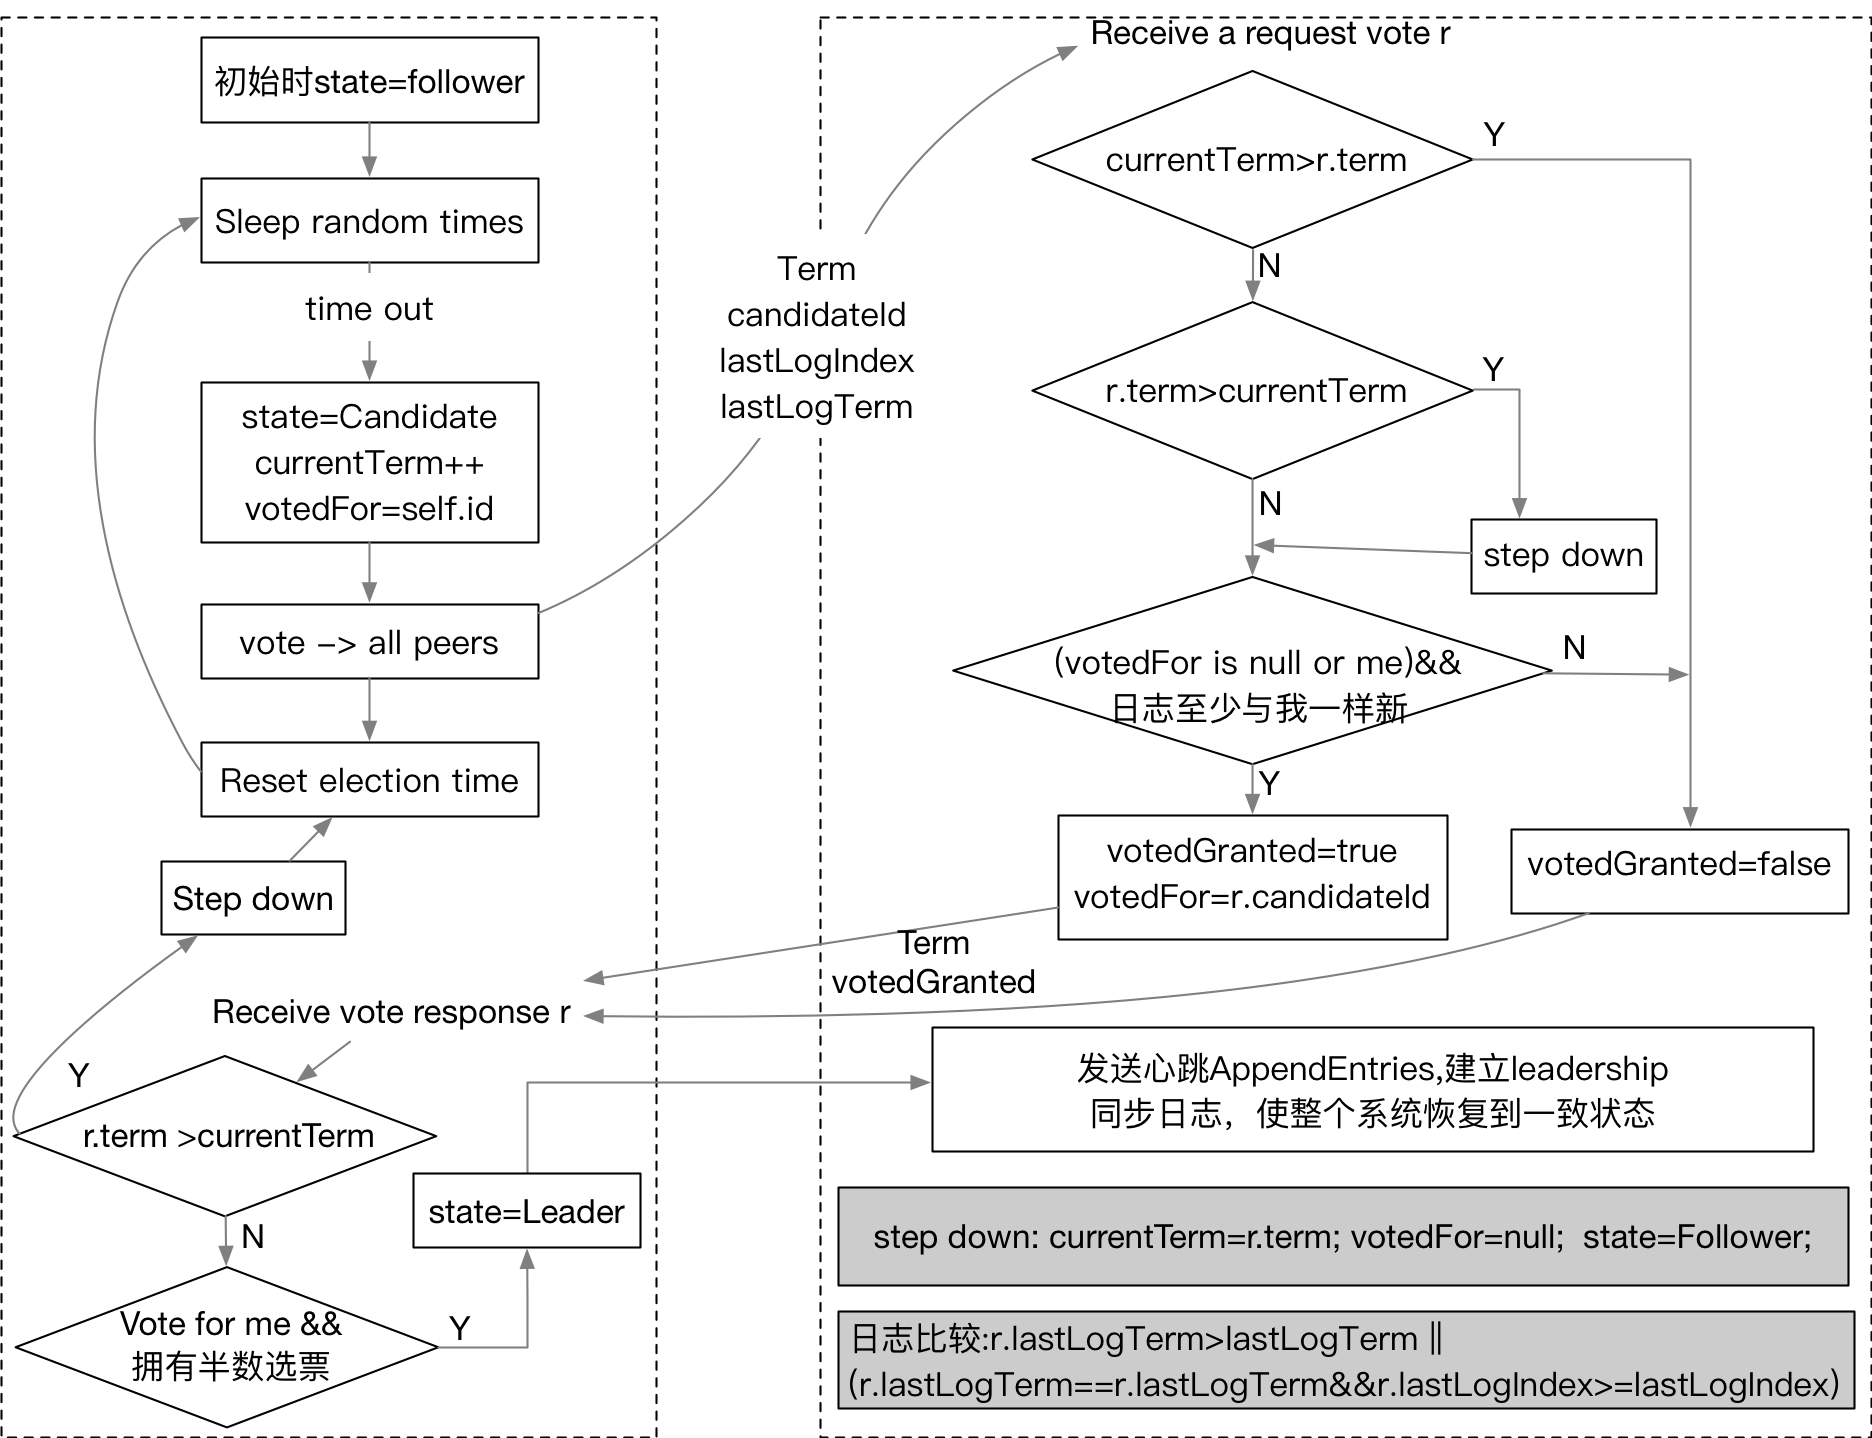 初始时state=follower
Sleep random times
time out
state=Candidate
currentTerm++
votedFor=self.id
vote –> all peers
Reset election time
Step down
Receive vote response r
Y
r.term >currentTerm
N
Vote for me &&
拥有半数选票
Y
state=Leader
Term
candidateId
lastLogIndex
lastLogTerm
Receive a request vote r
currentTerm>r.term
Y
N
r.term>currentTerm
Y
N
step down
(votedFor is null or me)&&
日志至少与我一样新
N
Y
votedGranted=true
votedFor=r.candidateId
votedGranted=false
Term
votedGranted
发送心跳AppendEntries,建立leadership
同步日志，使整个系统恢复到一致状态
step down: currentTerm=r.term; votedFor=null;  state=Follower;
日志比较:r.lastLogTerm>lastLogTerm ||
(r.lastLogTerm==r.lastLogTerm&&r.lastLogIndex>=lastLogIndex)